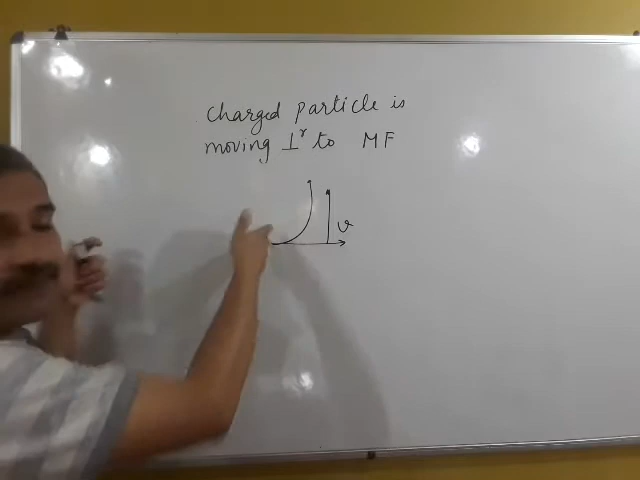 Charged particle is
moving ⊥ʳ to MF
v